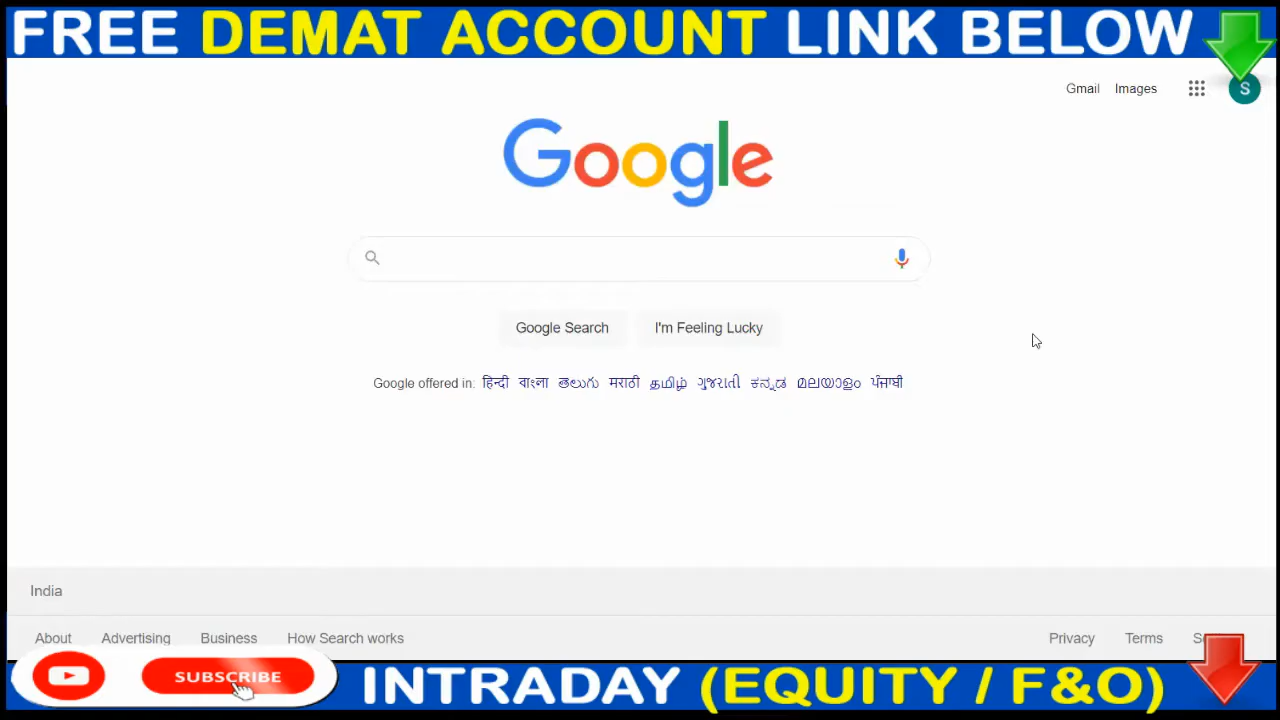 FREE DEMAT ACCOUNT LINK BELOW
Gmail Images S
Google
Google Search I'm Feeling Lucky
Google offered in: हिन्दी বাংলা తెలుగు मराठी தமிழ் ગુજરાતી ಕನ್ನಡ മലയാളം ਪੰਜਾਬੀ
India
About Advertising Business How Search works Privacy Terms
SUBSCRIBE
INTRADAY (EQUITY / F&O)